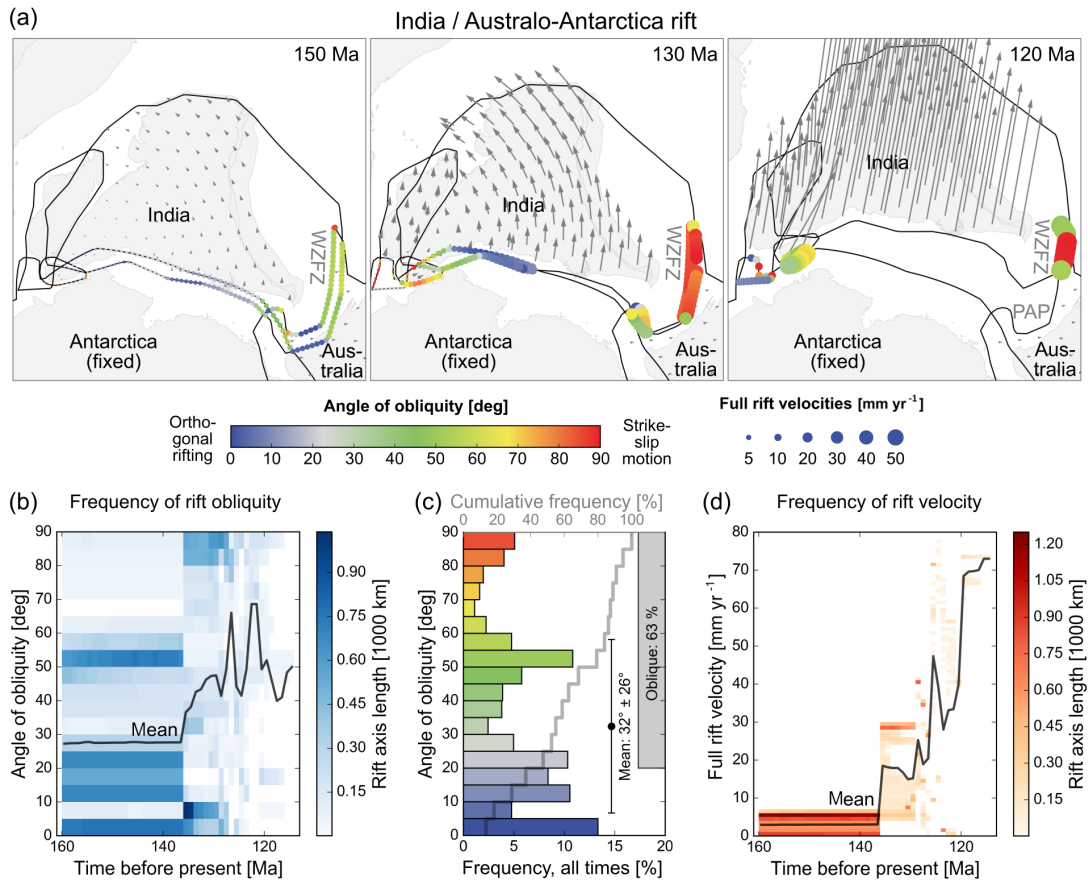 (a)
India / Australo-Antarctica rift
150 Ma
130 Ma
120 Ma
India
WZFZ
Antarctica
(fixed)
Aus-
tralia
India
WZFZ
Antarctica
(fixed)
Aus-
tralia
India
WZFZ
PAP
Antarctica
(fixed)
Aus-
tralia
Angle of obliquity [deg]
Ortho-
gonal
rifting
Strike-
slip
motion
0 10 20 30 40 50 60 70 80 90
Full rift velocities [mm yr⁻¹]
5 10 20 30 40 50
(b)
Frequency of rift obliquity
Angle of obliquity [deg]
90
80
70
60
50
40
30
20
10
0
Mean
160 140 120
Time before present [Ma]
0.90
0.75
0.60
0.45
0.30
0.15
Rift axis length [1000 km]
(c)
Cumulative frequency [%]
0 20 40 60 80 100
Angle of obliquity [deg]
90
80
70
60
50
40
30
20
10
0
Mean: 32° ± 26°
Oblique: 63 %
0 5 10 15 20
Frequency, all times [%]
(d)
Frequency of rift velocity
Full rift velocity [mm yr⁻¹]
80
70
60
50
40
30
20
10
0
Mean
160 140 120
Time before present [Ma]
1.20
1.05
0.90
0.75
0.60
0.45
0.30
0.15
Rift axis length [1000 km]